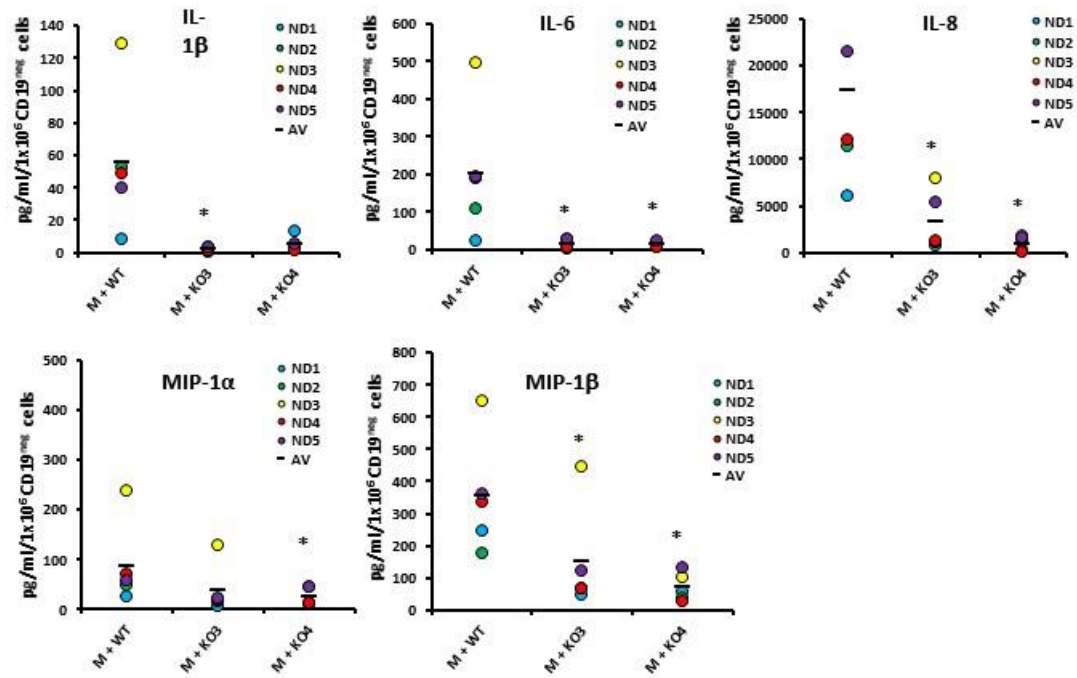 IL-
1β
pg/ml/1x10⁶CD19ⁿᵉᵍ cells
140
120
100
80
60
40
20
0
ND1
ND2
ND3
ND4
ND5
AV
*
M + WT
M + KO3
M + KO4
IL-6
pg/ml/1x10⁶CD19ⁿᵉᵍ cells
600
500
400
300
200
100
0
ND1
ND2
ND3
ND4
ND5
AV
*
*
M + WT
M + KO3
M + KO4
IL-8
pg/ml/1x10⁶CD19ⁿᵉᵍ cells
25000
20000
15000
10000
5000
0
ND1
ND2
ND3
ND4
ND5
AV
*
*
M + WT
M + KO3
M + KO4
MIP-1α
pg/ml/1x10⁶CD19ⁿᵉᵍ cells
500
400
300
200
100
0
ND1
ND2
ND3
ND4
ND5
AV
*
M + WT
M + KO3
M + KO4
MIP-1β
pg/ml/1x10⁶CD19ⁿᵉᵍ cells
800
700
600
500
400
300
200
100
0
ND1
ND2
ND3
ND4
ND5
AV
*
*
M + WT
M + KO3
M + KO4